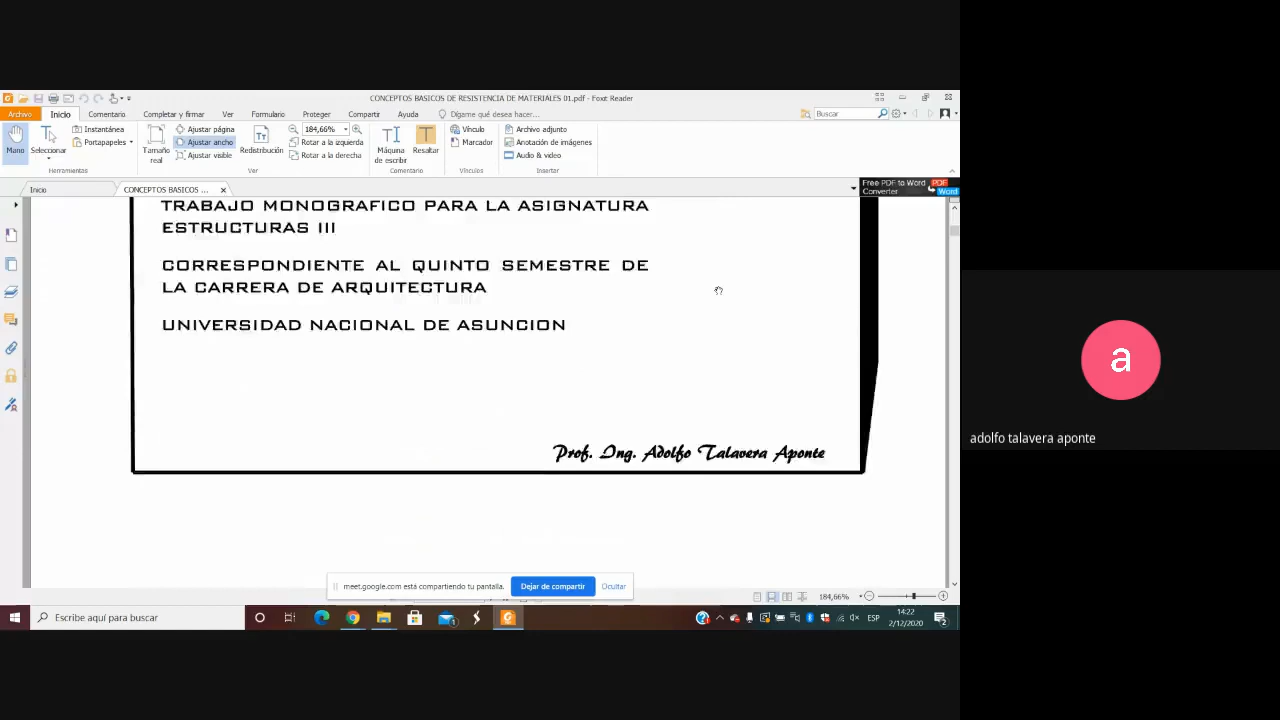 CONCEPTOS BASICOS DE RESISTENCIA DE MATERIALES 01.pdf - Foxit Reader
Archivo Inicio Comentario Completar y firmar Ver Formulario Proteger Compartir Ayuda Dígame qué desea hacer... Buscar
Mano
Seleccionar
Instantánea
Portapapeles
Herramientas
Tamaño real
Ajustar página
Ajustar ancho
Ajustar visible
Redistribución
184,66%
Rotar a la izquierda
Rotar a la derecha
Ver
Máquina de escribir
Resaltar
Comentario
Vínculo
Marcador
Vínculos
Archivo adjunto
Anotación de imágenes
Audio & video
Insertar
Inicio
CONCEPTOS BASICOS ...
Free PDF to Word PDF
Converter Word
TRABAJO MONOGRAFICO PARA LA ASIGNATURA
ESTRUCTURAS III
CORRESPONDIENTE AL QUINTO SEMESTRE DE
LA CARRERA DE ARQUITECTURA
UNIVERSIDAD NACIONAL DE ASUNCION
Prof. Ing. Adolfo Talavera Aponte
meet.google.com está compartiendo tu pantalla. Dejar de compartir Ocultar
184,66%
Escribe aquí para buscar
ESP
14:22
2/12/2020
a
adolfo talavera aponte